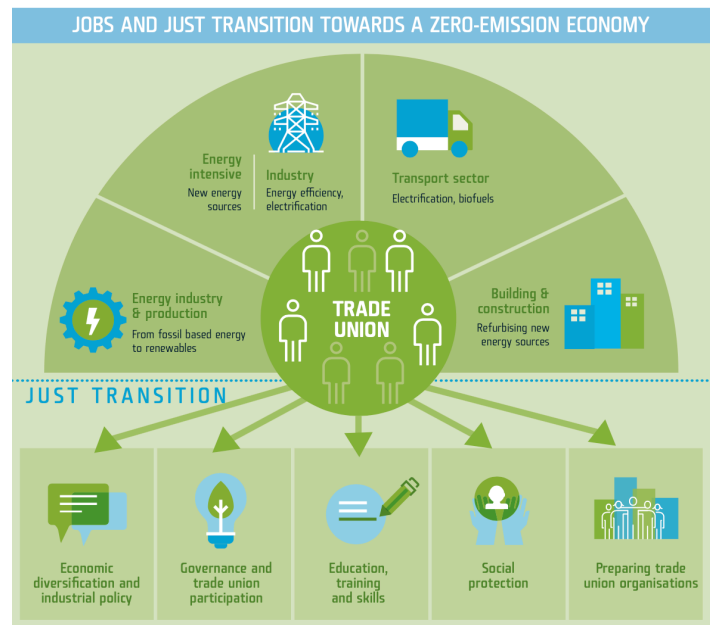 JOBS AND JUST TRANSITION TOWARDS A ZERO-EMISSION ECONOMY
Energy
intensive
New energy
sources
Industry
Energy efficiency,
electrification
Transport sector
Electrification, biofuels
Energy industry
& production
From fossil based energy
to renewables
TRADE
UNION
Building &
construction
Refurbising new
energy sources
JUST TRANSITION
Economic
diversification and
industrial policy
Governance and
trade union
participation
Education,
training
and skills
Social
protection
Preparing trade
union organisations